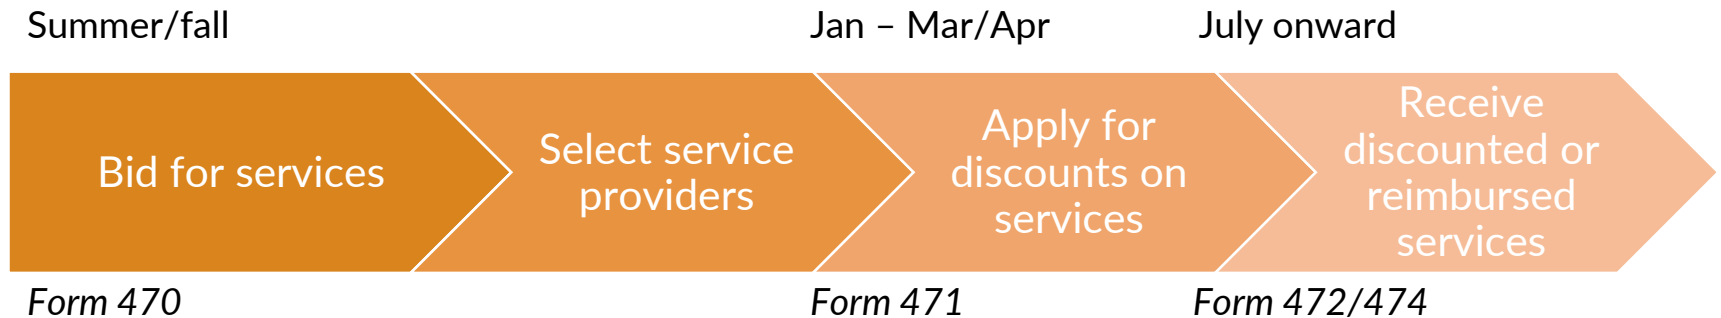 Summer/fall
Jan – Mar/Apr
July onward
Bid for services
Select service
providers
Apply for
discounts on
services
Receive
discounted or
reimbursed
services
Form 470
Form 471
Form 472/474